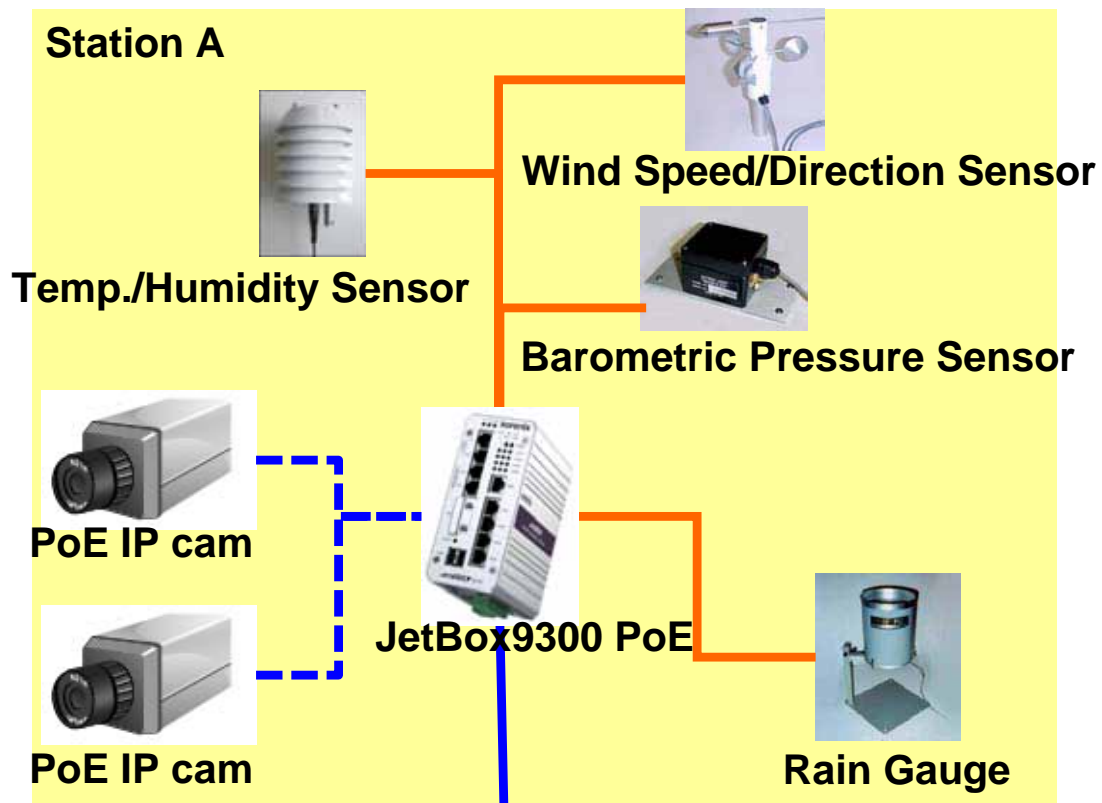 Station A
Wind Speed/Direction Sensor
Temp./Humidity Sensor
Barometric Pressure Sensor
PoE IP cam
JetBox9300 PoE
PoE IP cam
Rain Gauge